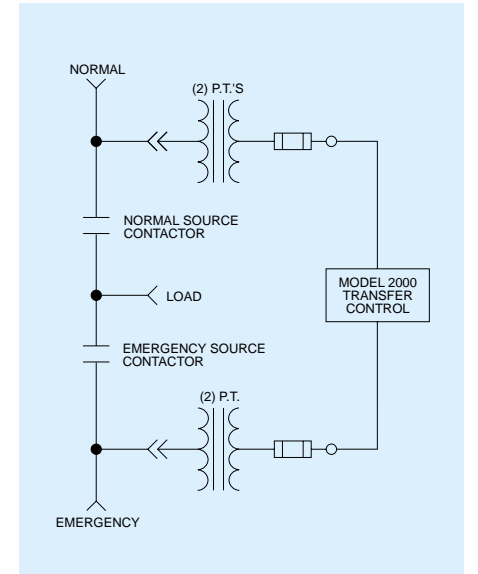 NORMAL
(2) P.T.'S
NORMAL SOURCE
CONTACTOR
LOAD
MODEL 2000
TRANSFER
CONTROL
EMERGENCY SOURCE
CONTACTOR
(2) P.T.
EMERGENCY